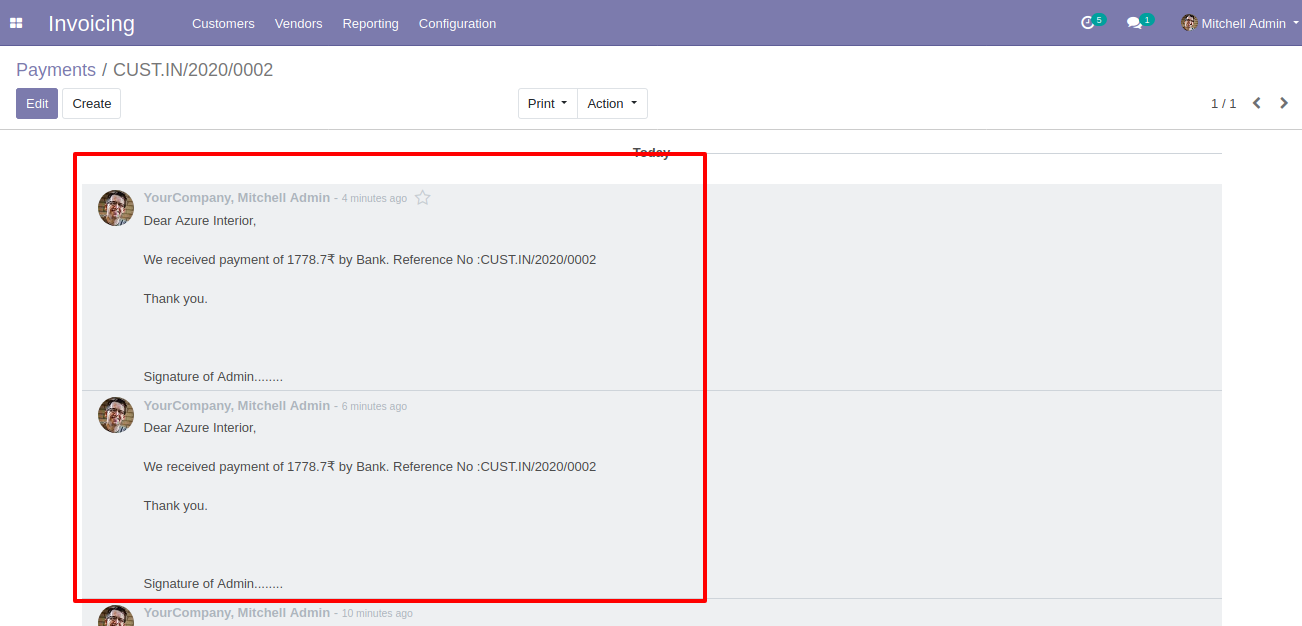 Invoicing Customers Vendors Reporting Configuration 5 1 Mitchell Admin
Payments / CUST.IN/2020/0002
Edit Create Print Action 1 / 1
Today
YourCompany, Mitchell Admin - 4 minutes ago
Dear Azure Interior,
We received payment of 1778.7₹ by Bank. Reference No :CUST.IN/2020/0002
Thank you.
Signature of Admin........
YourCompany, Mitchell Admin - 6 minutes ago
Dear Azure Interior,
We received payment of 1778.7₹ by Bank. Reference No :CUST.IN/2020/0002
Thank you.
Signature of Admin........
YourCompany, Mitchell Admin - 10 minutes ago